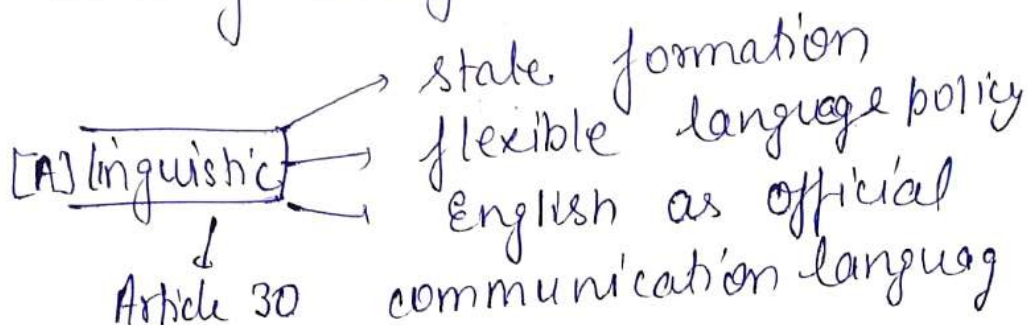 state formation
flexible language policy
[A] linguistic
English as official
Article 30 communication languag